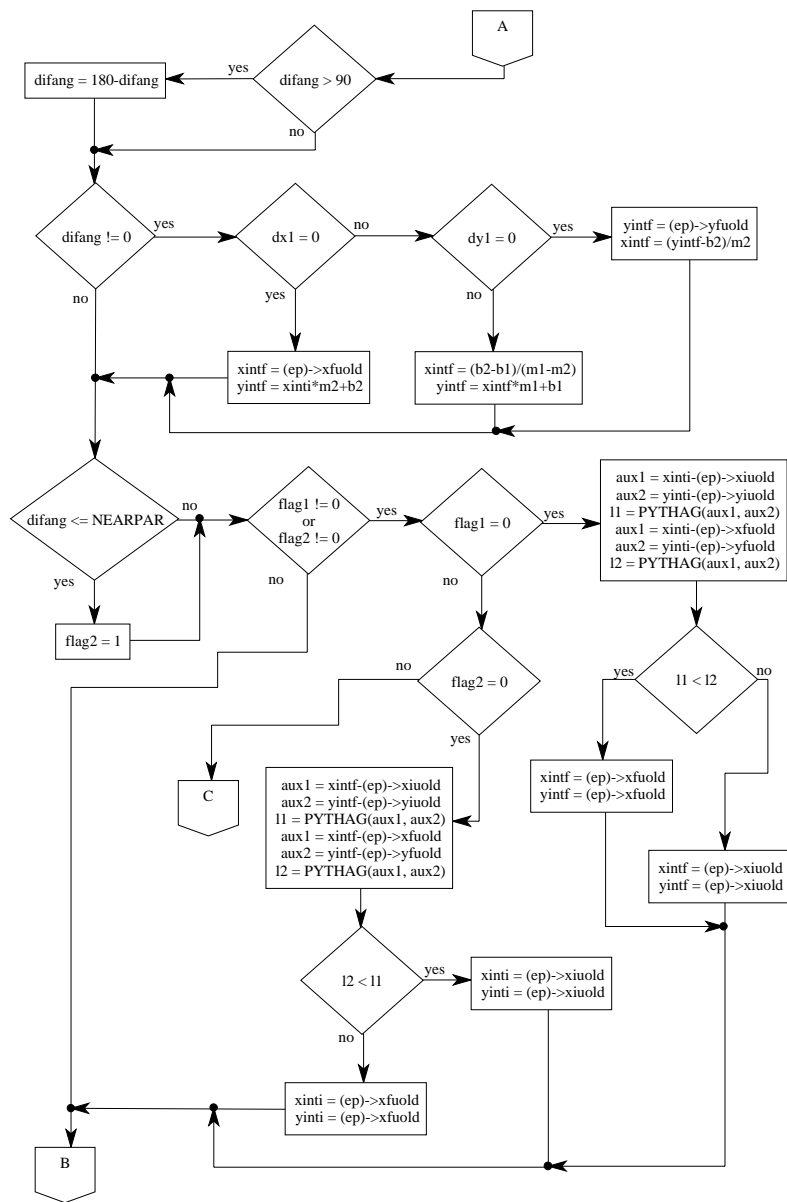 A
difang > 90
yes
difang = 180-difang
no
difang != 0
yes
dx1 = 0
no
dy1 = 0
yes
yintf = (ep)->yfuold
xintf = (yintf-b2)/m2
no
yes
no
xintf = (ep)->xfuold
yintf = xinti*m2+b2
xintf = (b2-b1)/(m1-m2)
yintf = xintf*m1+b1
difang <= NEARPAR
no
flag1 != 0
or
flag2 != 0
yes
flag1 = 0
yes
aux1 = xinti-(ep)->xiuold
aux2 = yinti-(ep)->yiuold
l1 = PYTHAG(aux1, aux2)
aux1 = xinti-(ep)->xfuold
aux2 = yinti-(ep)->yfuold
l2 = PYTHAG(aux1, aux2)
yes
no
no
flag2 = 1
no
flag2 = 0
yes
yes
l1 < l2
no
C
aux1 = xintf-(ep)->xiuold
aux2 = yintf-(ep)->yiuold
l1 = PYTHAG(aux1, aux2)
aux1 = xintf-(ep)->xfuold
aux2 = yintf-(ep)->yfuold
l2 = PYTHAG(aux1, aux2)
xintf = (ep)->xfuold
yintf = (ep)->xfuold
xintf = (ep)->xiuold
yintf = (ep)->xiuold
l2 < l1
yes
xinti = (ep)->xiuold
yinti = (ep)->xiuold
no
xinti = (ep)->xfuold
yinti = (ep)->xfuold
B